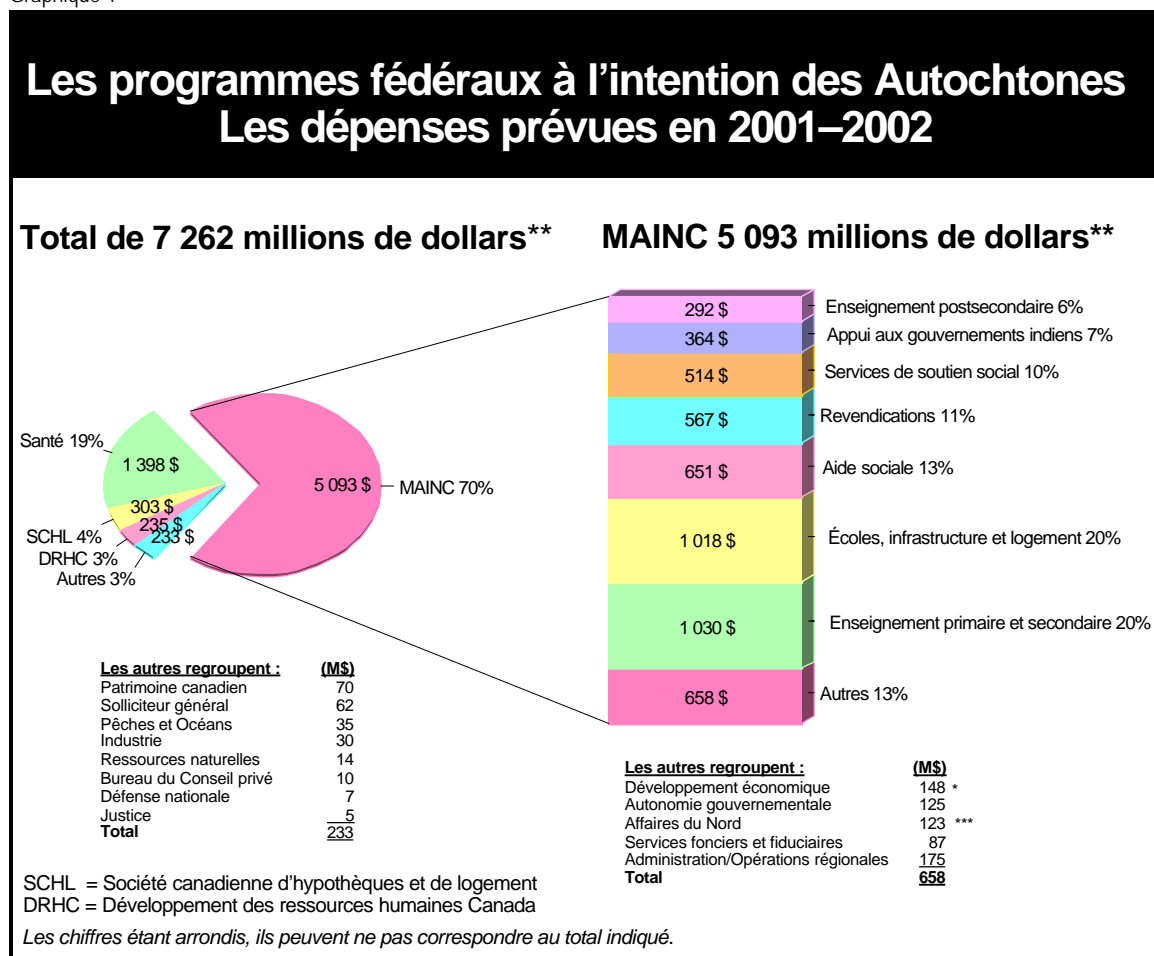 Les programmes fédéraux à l'intention des Autochtones
Les dépenses prévues en 2001–2002
Total de 7 262 millions de dollars**
MAINC 5 093 millions de dollars**
Santé 19%
1 398 $
303 $
235 $
233 $
SCHL 4%
DRHC 3%
Autres 3%
5 093 $
MAINC 70%
292 $ Enseignement postsecondaire 6%
364 $ Appui aux gouvernements indiens 7%
514 $ Services de soutien social 10%
567 $ Revendications 11%
651 $ Aide sociale 13%
1 018 $ Écoles, infrastructure et logement 20%
1 030 $ Enseignement primaire et secondaire 20%
658 $ Autres 13%
Les autres regroupent : (M$)
Patrimoine canadien 70
Solliciteur général 62
Pêches et Océans 35
Industrie 30
Ressources naturelles 14
Bureau du Conseil privé 10
Défense nationale 7
Justice 5
Total 233
Les autres regroupent : (M$)
Développement économique 148 *
Autonomie gouvernementale 125
Affaires du Nord 123 ***
Services fonciers et fiduciaires 87
Administration/Opérations régionales 175
Total 658
SCHL = Société canadienne d'hypothèques et de logement
DRHC = Développement des ressources humaines Canada
Les chiffres étant arrondis, ils peuvent ne pas correspondre au total indiqué.